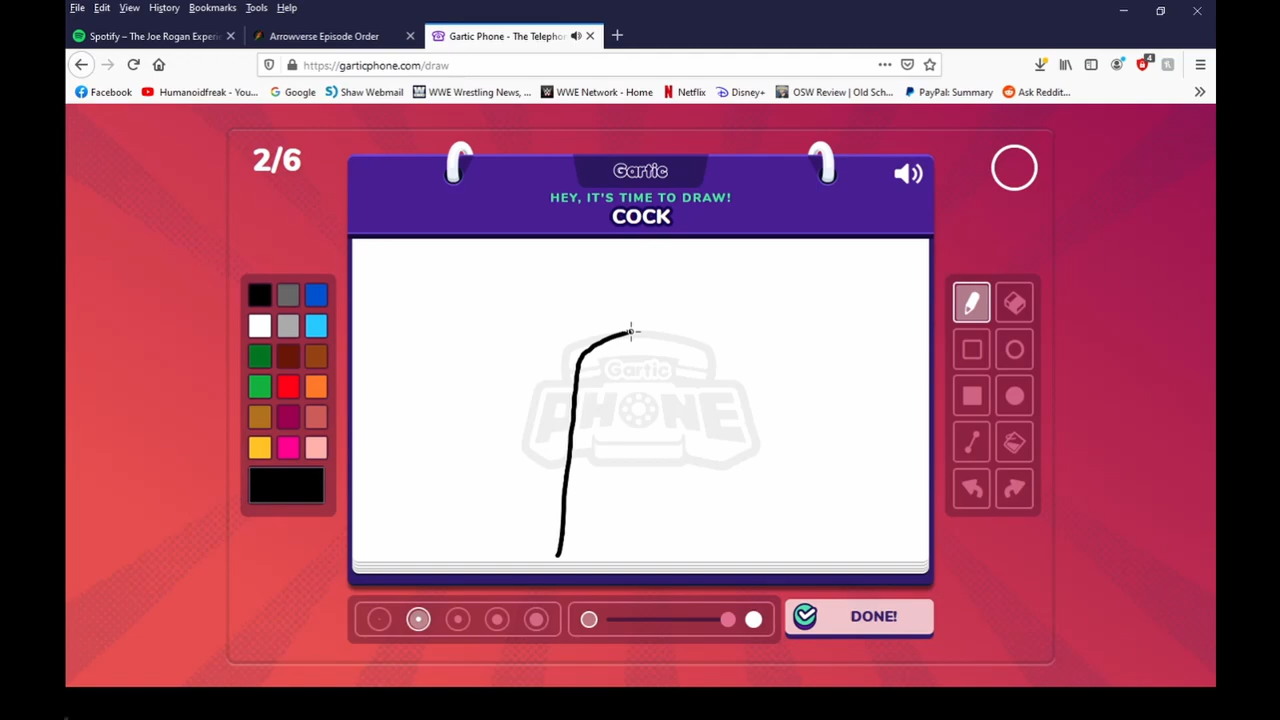 File Edit View History Bookmarks Tools Help
Spotify – The Joe Rogan Experie
Arrowverse Episode Order
Gartic Phone - The Telephon
https://garticphone.com/draw
4
Facebook
Humanoidfreak - You...
Google
Shaw Webmail
WWE Wrestling News, ...
WWE Network - Home
Netflix
Disney+
OSW Review | Old Sch...
PayPal: Summary
Ask Reddit...
2/6
Gartic
HEY, IT'S TIME TO DRAW!
COCK
Gartic
PHONE
DONE!